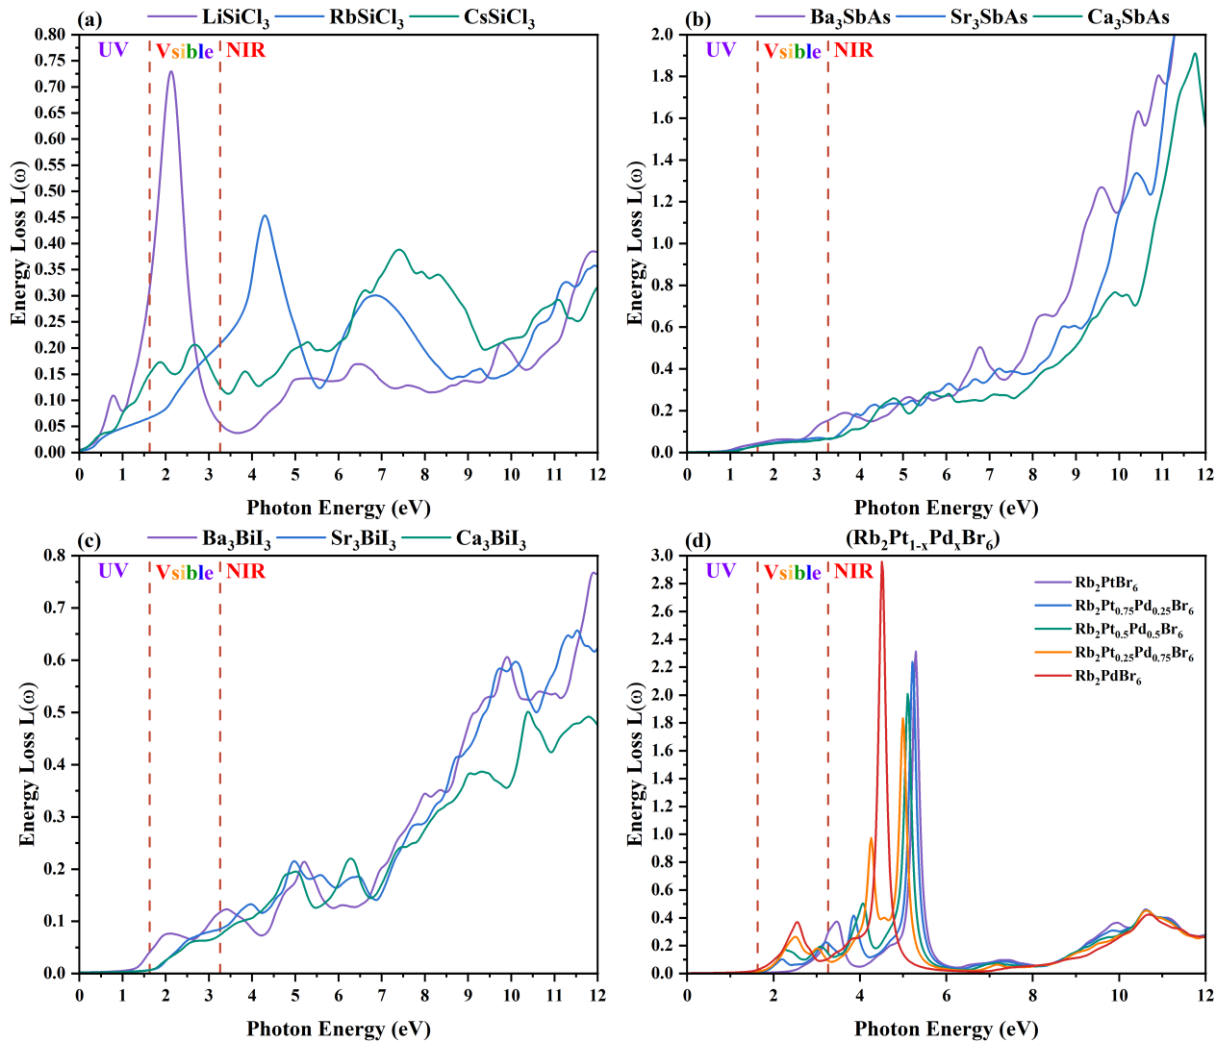 (a) LiSiCl₃ RbSiCl₃ CsSiCl₃
UV Vsible NIR
0.80
0.75
0.70
0.65
0.60
0.55
0.50
0.45
0.40
0.35
0.30
0.25
0.20
0.15
0.10
0.05
0.00
Energy Loss L(ω)
0 1 2 3 4 5 6 7 8 9 10 11 12
Photon Energy (eV)
(b) Ba₃SbAs Sr₃SbAs Ca₃SbAs
UV Vsible NIR
2.0
1.8
1.6
1.4
1.2
1.0
0.8
0.6
0.4
0.2
0.0
Energy Loss L(ω)
0 1 2 3 4 5 6 7 8 9 10 11 12
Photon Energy (eV)
(c) Ba₃BiI₃ Sr₃BiI₃ Ca₃BiI₃
UV Vsible NIR
0.8
0.7
0.6
0.5
0.4
0.3
0.2
0.1
0.0
Energy Loss L(ω)
0 1 2 3 4 5 6 7 8 9 10 11 12
Photon Energy (eV)
(d) (Rb₂Pt₁₋ₓPdₓBr₆)
UV Vsible NIR
Rb₂PtBr₆
Rb₂Pt₀.₇₅Pd₀.₂₅Br₆
Rb₂Pt₀.₅Pd₀.₅Br₆
Rb₂Pt₀.₂₅Pd₀.₇₅Br₆
Rb₂PdBr₆
3.0
2.8
2.6
2.4
2.2
2.0
1.8
1.6
1.4
1.2
1.0
0.8
0.6
0.4
0.2
0.0
Energy Loss L(ω)
0 2 4 6 8 10 12
Photon Energy (eV)